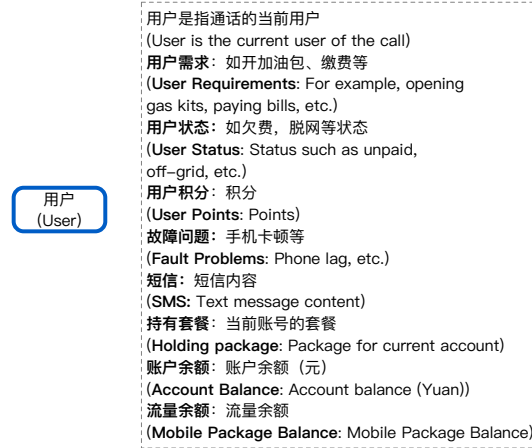 用户
(User)
用户是指通话的当前用户
(User is the current user of the call)
用户需求：如开加油包、缴费等
(User Requirements: For example, opening
gas kits, paying bills, etc.)
用户状态：如欠费，脱网等状态
(User Status: Status such as unpaid,
off-grid, etc.)
用户积分：积分
(User Points: Points)
故障问题：手机卡顿等
(Fault Problems: Phone lag, etc.)
短信：短信内容
(SMS: Text message content)
持有套餐：当前账号的套餐
(Holding package: Package for current account)
账户余额：账户余额（元）
(Account Balance: Account balance (Yuan))
流量余额：流量余额
(Mobile Package Balance: Mobile Package Balance)